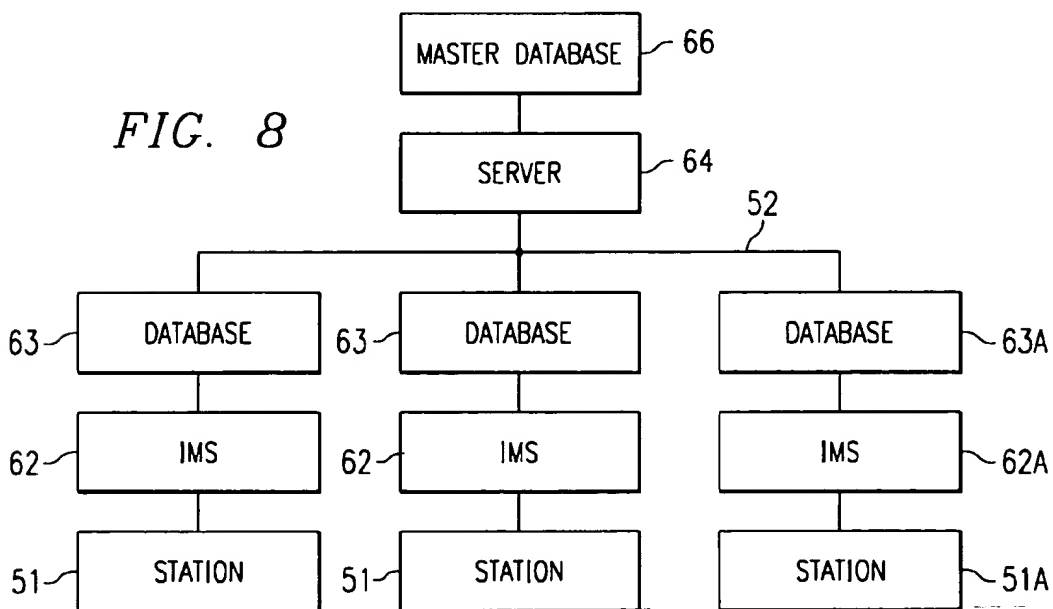 MASTER DATABASE
66
FIG. 8
SERVER
64
52
63
DATABASE
63
DATABASE
DATABASE
63A
62
IMS
62
IMS
IMS
62A
51
STATION
51
STATION
STATION
51A